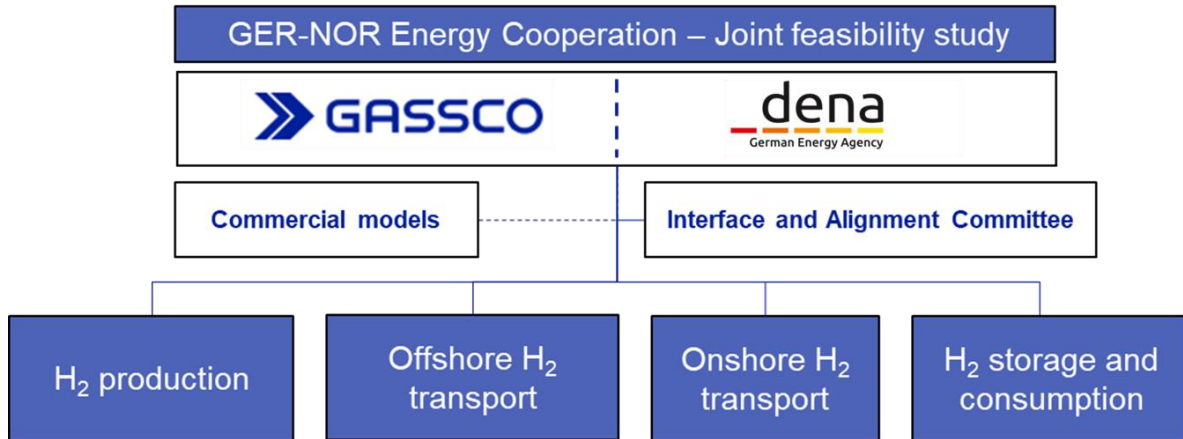 GER-NOR Energy Cooperation – Joint feasibility study
GASSCO
dena
German Energy Agency
Commercial models
Interface and Alignment Committee
H₂ production
Offshore H₂
transport
Onshore H₂
transport
H₂ storage and
consumption